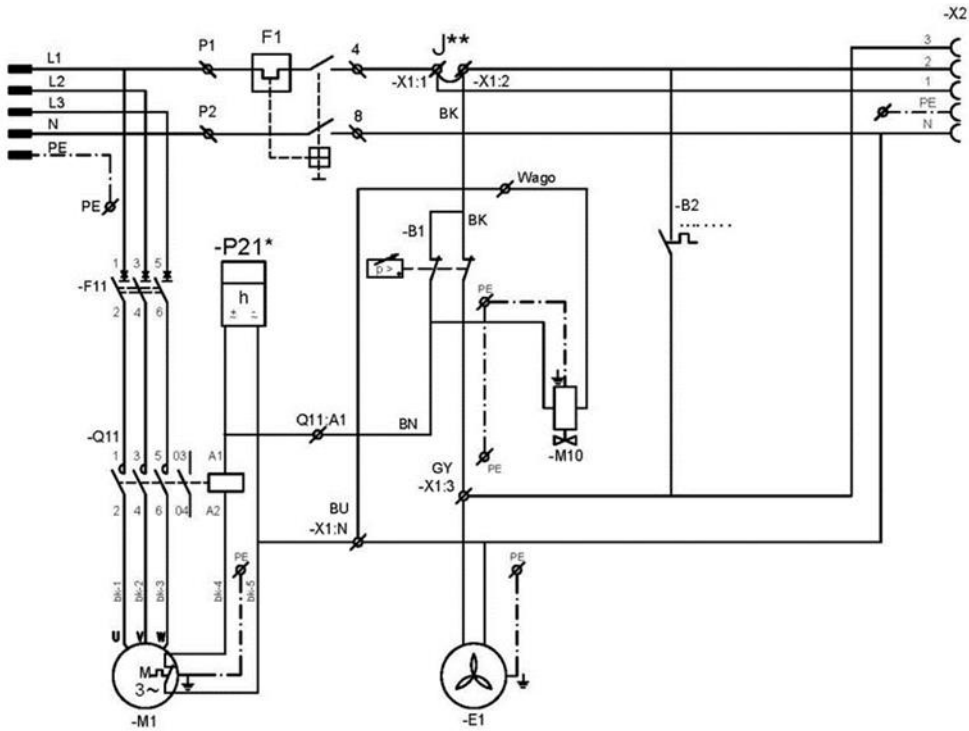 -X2
J**
F1
L1
P1
4
3
2
-X1:1
-X1:2
L2
1
L3
BK
PE
N
P2
8
N
PE
Wago
PE
-B2
-P21*
-B1
BK
1 3 5
p >
-F11
h
PE
2 4 6
± -
Q11:A1
BN
-Q11
-M10
1 3 5 03
A1
PE
GY
-X1:3
2 4 6 04
A2
BU
-X1:N
PE
PE
bk-1
bk-2
bk-3
bk-4
bk-5
U V W
M
3~
-M1
-E1